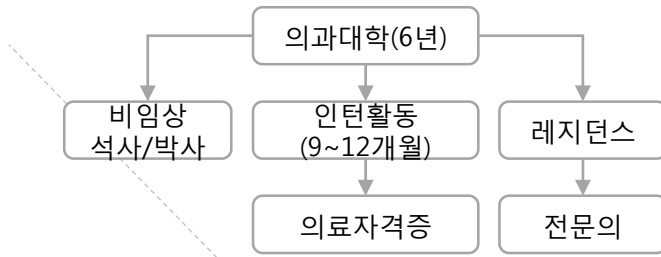 의과대학(6년)
비임상
석사/박사
인턴활동
(9~12개월)
레지던스
의료자격증
전문의